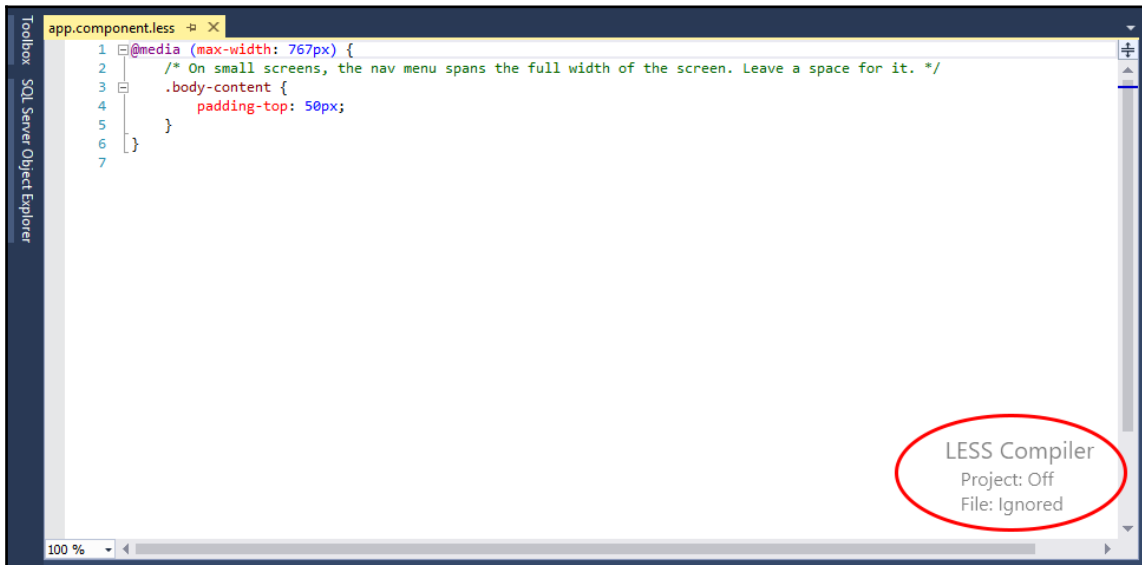 Toolbox
SQL Server Object Explorer
app.component.less
1 @media (max-width: 767px) {
2 /* On small screens, the nav menu spans the full width of the screen. Leave a space for it. */
3 .body-content {
4 padding-top: 50px;
5 }
6 }
7
LESS Compiler
Project: Off
File: Ignored
100 %